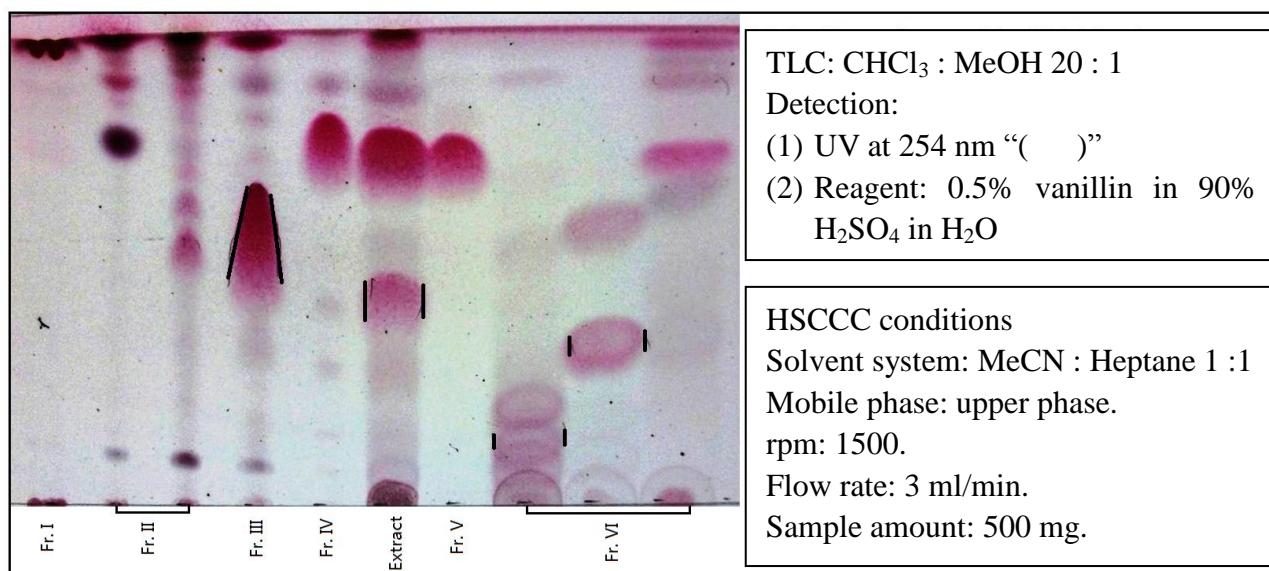 TLC: CHCl₃ : MeOH 20 : 1
Detection:
(1) UV at 254 nm “( )”
(2) Reagent: 0.5% vanillin in 90%
H₂SO₄ in H₂O
HSCCC conditions
Solvent system: MeCN : Heptane 1 :1
Mobile phase: upper phase.
rpm: 1500.
Flow rate: 3 ml/min.
Sample amount: 500 mg.
Fr. I
Fr. II
Fr. III
Fr. IV
Extract
Fr. V
Fr. VI